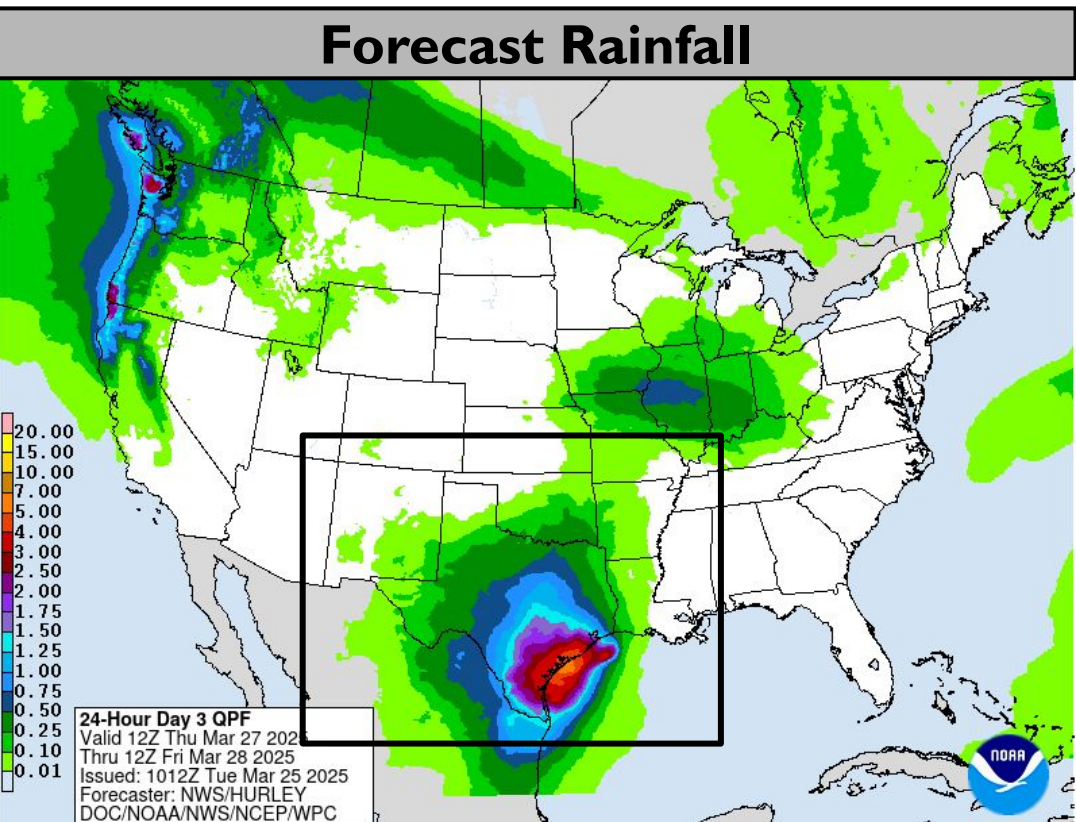 Forecast Rainfall
20.00
15.00
10.00
7.00
5.00
4.00
3.00
2.50
2.00
1.75
1.50
1.25
1.00
0.75
0.50
0.25
0.10
0.01
24-Hour Day 3 QPF
Valid 12Z Thu Mar 27 2025
Thru 12Z Fri Mar 28 2025
Issued: 1012Z Tue Mar 25 2025
Forecaster: NWS/HURLEY
DOC/NOAA/NWS/NCEP/WPC
NOAA